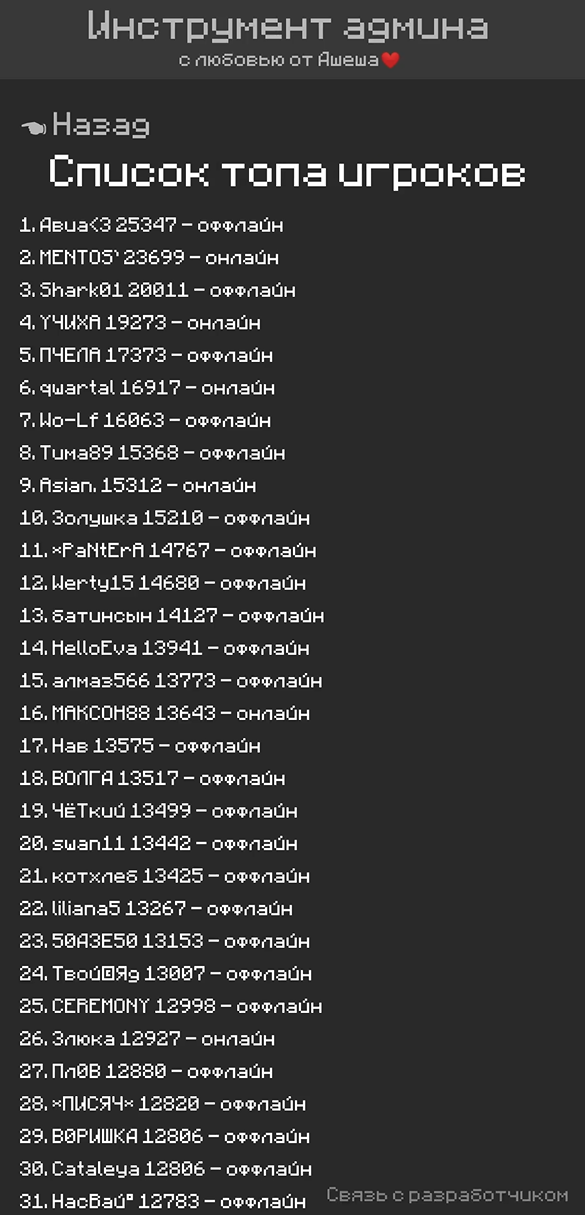 Инструмент админа
с любовью от Ашеша❤️
Назад
Список топа игроков
1. Авиа<3 25347 - оффлайн
2. MENTOS` 23699 - онлайн
3. Shark01 20011 - оффлайн
4. УЧИХА 19273 - онлайн
5. ПЧЕЛА 17373 - оффлайн
6. qwartal 16917 - онлайн
7. Wo-Lf 16063 - оффлайн
8. Тима89 15368 - оффлайн
9. Asian. 15312 - онлайн
10. Золушка 15210 - оффлайн
11. ×PaNtErA 14767 - оффлайн
12. Werty15 14680 - оффлайн
13. батинсын 14127 - оффлайн
14. HelloEva 13941 - оффлайн
15. алмаз566 13773 - оффлайн
16. МАКСОН88 13643 - онлайн
17. Нав 13575 - оффлайн
18. ВОЛГА 13517 - оффлайн
19. ЧёТкий 13499 - оффлайн
20. swan11 13442 - оффлайн
21. котхлеб 13425 - оффлайн
22. liliana5 13267 - оффлайн
23. 50АЗЕ50 13153 - оффлайн
24. Твой⊡Яд 13007 - оффлайн
25. CEREMONY 12998 - оффлайн
26. Злюка 12927 - онлайн
27. Пл0В 12880 - оффлайн
28. ×ПИСЯЧ× 12820 - оффлайн
29. В0РИШКА 12806 - оффлайн
30. Cataleya 12806 - оффлайн
31. НасВай° 12783 - оффлайн
Связь с разработчиком